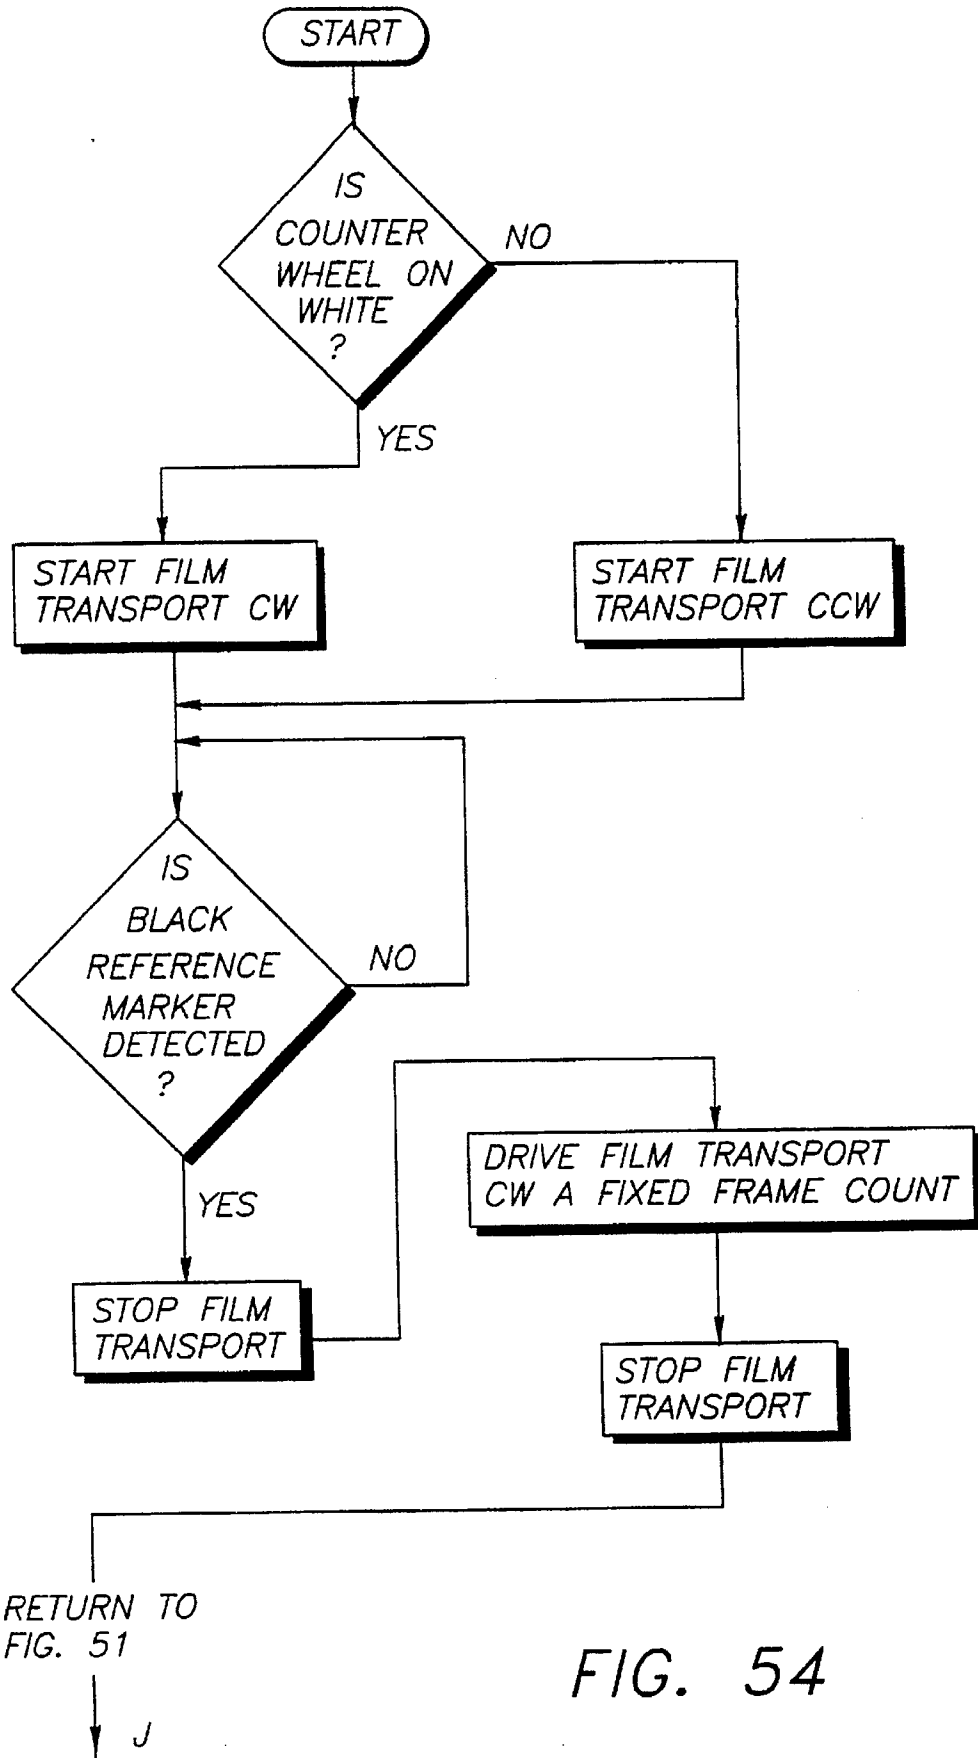 START
IS
COUNTER
WHEEL ON
WHITE
?
NO
YES
START FILM
TRANSPORT CW
START FILM
TRANSPORT CCW
IS
BLACK
REFERENCE
MARKER
DETECTED
?
NO
YES
DRIVE FILM TRANSPORT
CW A FIXED FRAME COUNT
STOP FILM
TRANSPORT
STOP FILM
TRANSPORT
RETURN TO
FIG. 51
J
FIG. 54